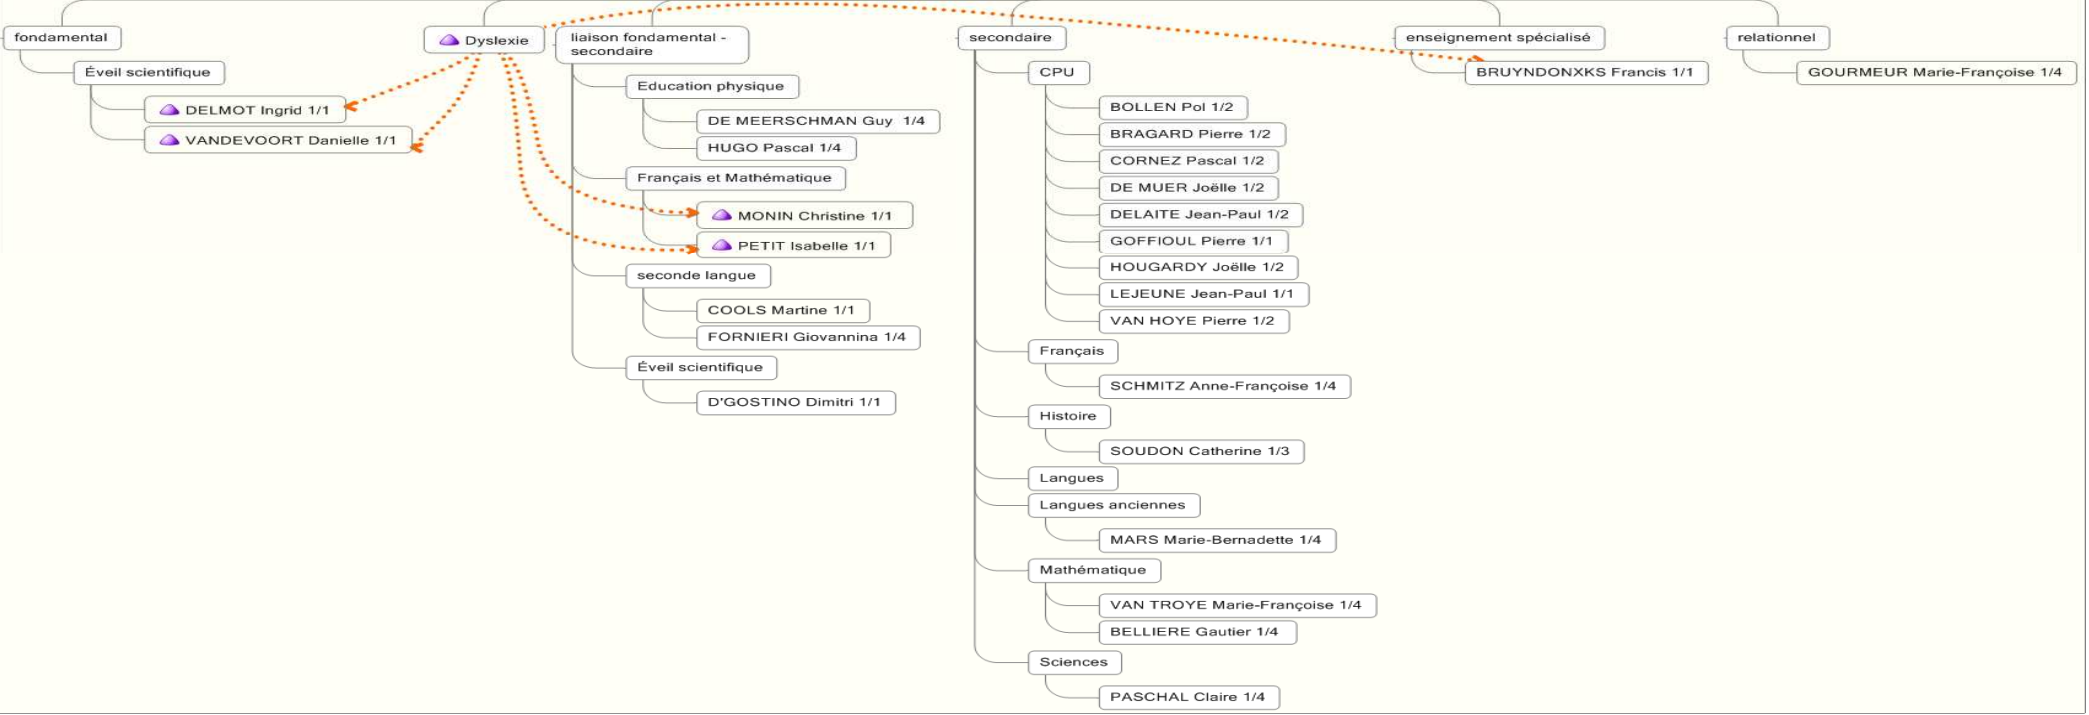 fondamental
Éveil scientifique
DELMOT Ingrid 1/1
VANDEVOORT Danielle 1/1
Dyslexie
liaison fondamental -
secondaire
Education physique
DE MEERSCHMAN Guy 1/4
HUGO Pascal 1/4
Français et Mathématique
MONIN Christine 1/1
PETIT Isabelle 1/1
seconde langue
COOLS Martine 1/1
FORNIERI Giovannina 1/4
Éveil scientifique
D'GOSTINO Dimitri 1/1
secondaire
CPU
BOLLEN Pol 1/2
BRAGARD Pierre 1/2
CORNEZ Pascal 1/2
DE MUER Joëlle 1/2
DELAITE Jean-Paul 1/2
GOFFIOUL Pierre 1/1
HOUGARDY Joëlle 1/2
LEJEUNE Jean-Paul 1/1
VAN HOYE Pierre 1/2
Français
SCHMITZ Anne-Françoise 1/4
Histoire
SOUDON Catherine 1/3
Langues
Langues anciennes
MARS Marie-Bernadette 1/4
Mathématique
VAN TROYE Marie-Françoise 1/4
BELLIERE Gautier 1/4
Sciences
PASCHAL Claire 1/4
enseignement spécialisé
BRUYNDONXKS Francis 1/1
relationnel
GOURMEUR Marie-Françoise 1/4